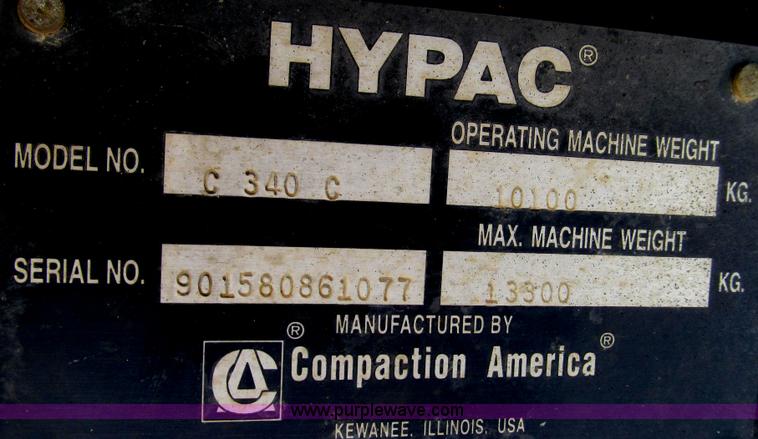 HYPAC®
OPERATING MACHINE WEIGHT
MODEL NO. C 340 C 10100 KG.
MAX. MACHINE WEIGHT
SERIAL NO. 901580861077 13300 KG.
MANUFACTURED BY
CA ® Compaction America®
www.purplewave.com
KEWANEE, ILLINOIS, USA